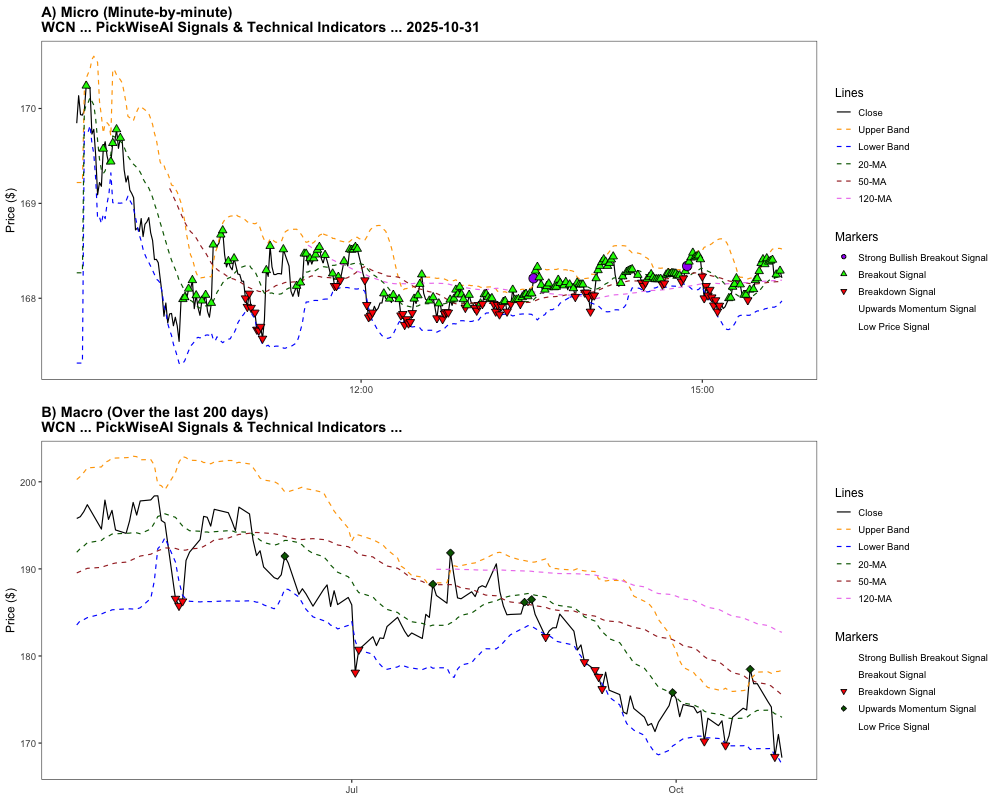 A) Micro (Minute-by-minute)
WCN ... PickWiseAI Signals & Technical Indicators ... 2025-10-31
Price ($)
170
169
168
12:00
15:00
Lines
Close
Upper Band
Lower Band
20-MA
50-MA
120-MA
Markers
Strong Bullish Breakout Signal
Breakout Signal
Breakdown Signal
Upwards Momentum Signal
Low Price Signal
B) Macro (Over the last 200 days)
WCN ... PickWiseAI Signals & Technical Indicators ...
Price ($)
200
190
180
170
Jul
Oct
Lines
Close
Upper Band
Lower Band
20-MA
50-MA
120-MA
Markers
Strong Bullish Breakout Signal
Breakout Signal
Breakdown Signal
Upwards Momentum Signal
Low Price Signal